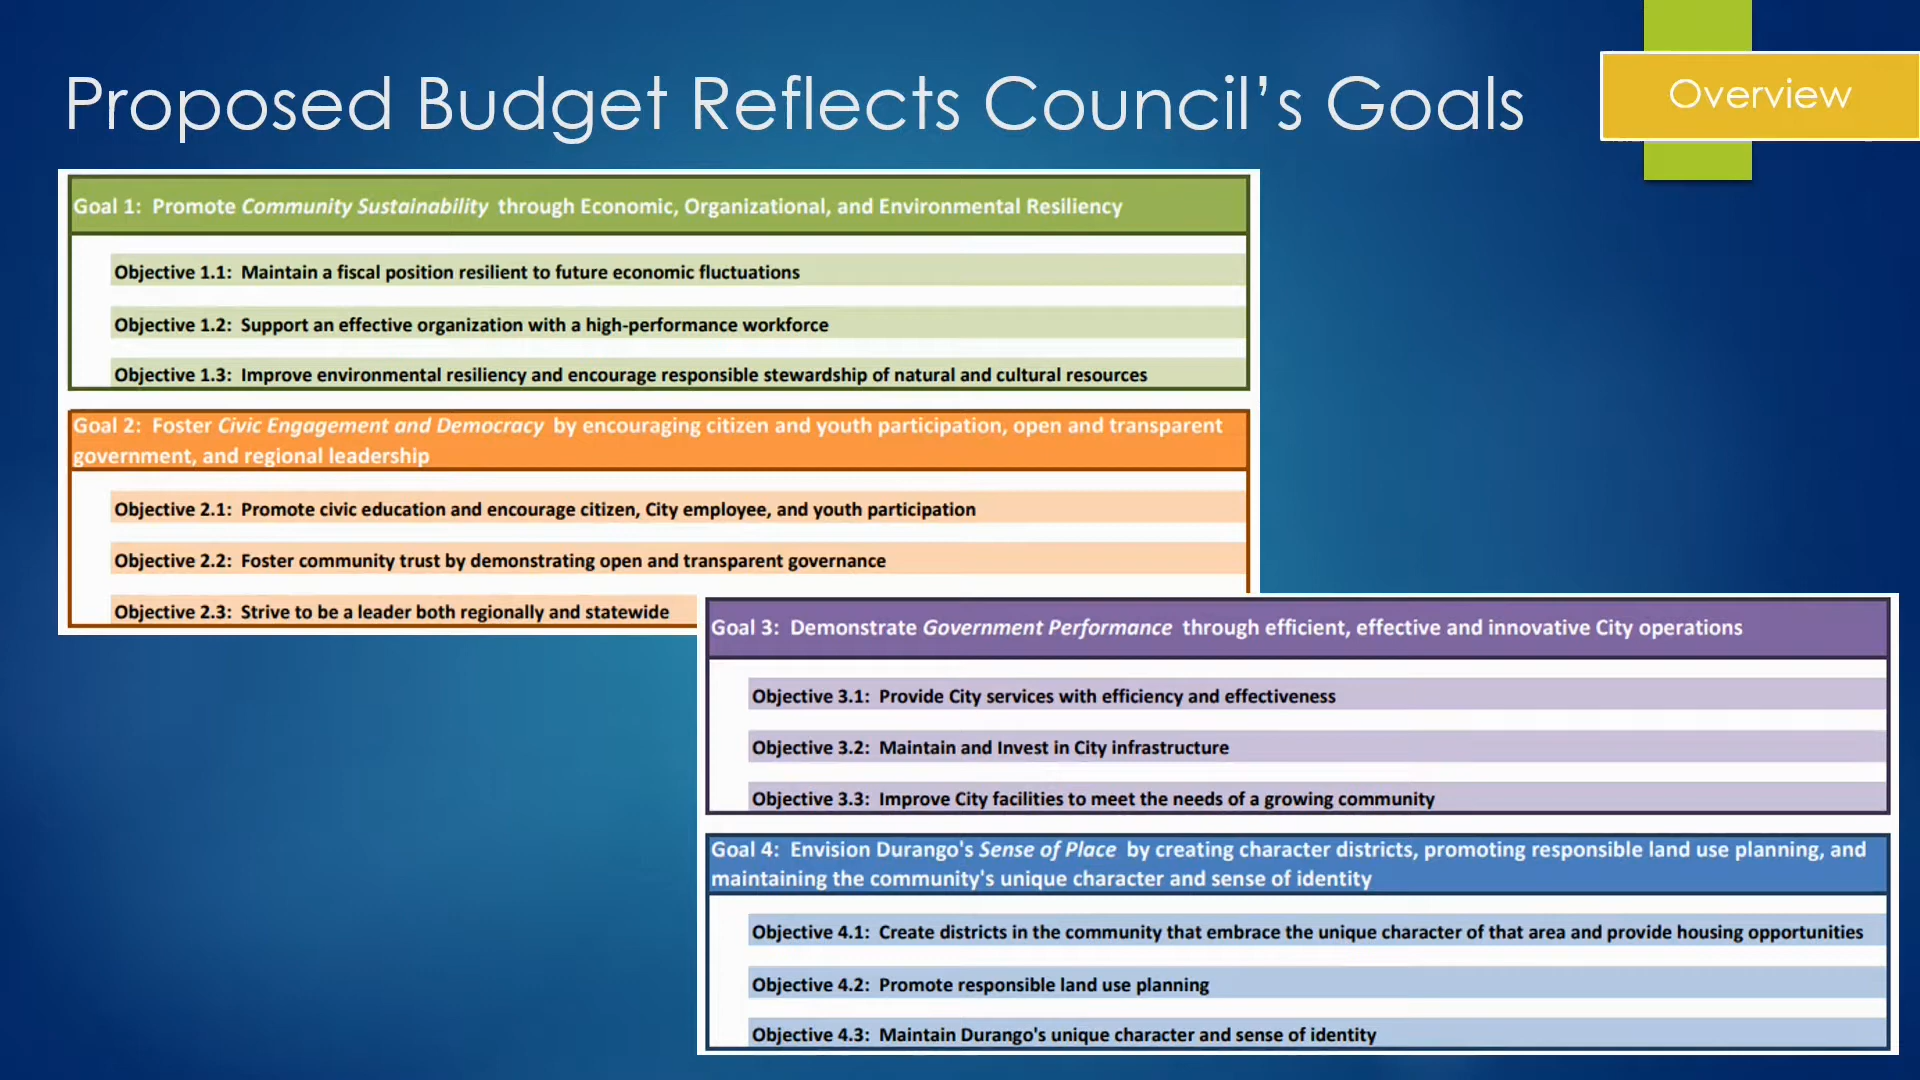 Proposed Budget Reflects Council’s Goals
Overview
Goal 1: Promote Community Sustainability through Economic, Organizational, and Environmental Resiliency
Objective 1.1: Maintain a fiscal position resilient to future economic fluctuations
Objective 1.2: Support an effective organization with a high-performance workforce
Objective 1.3: Improve environmental resiliency and encourage responsible stewardship of natural and cultural resources
Goal 2: Foster Civic Engagement and Democracy by encouraging citizen and youth participation, open and transparent
government, and regional leadership
Objective 2.1: Promote civic education and encourage citizen, City employee, and youth participation
Objective 2.2: Foster community trust by demonstrating open and transparent governance
Objective 2.3: Strive to be a leader both regionally and statewide
Goal 3: Demonstrate Government Performance through efficient, effective and innovative City operations
Objective 3.1: Provide City services with efficiency and effectiveness
Objective 3.2: Maintain and Invest in City infrastructure
Objective 3.3: Improve City facilities to meet the needs of a growing community
Goal 4: Envision Durango's Sense of Place by creating character districts, promoting responsible land use planning, and
maintaining the community's unique character and sense of identity
Objective 4.1: Create districts in the community that embrace the unique character of that area and provide housing opportunities
Objective 4.2: Promote responsible land use planning
Objective 4.3: Maintain Durango's unique character and sense of identity